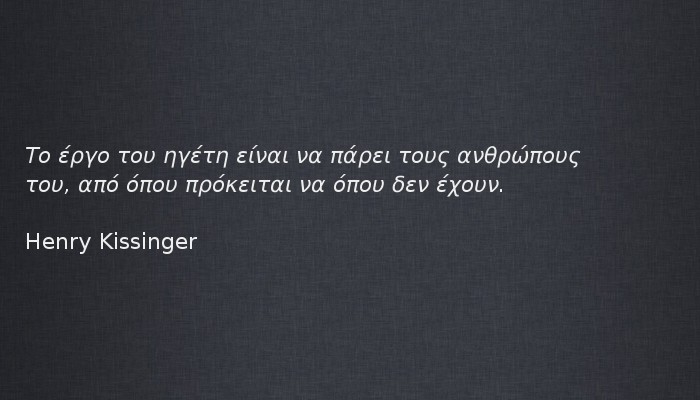 Το έργο του ηγέτη είναι να πάρει τους ανθρώπους
του, από όπου πρόκειται να όπου δεν έχουν.
Henry Kissinger